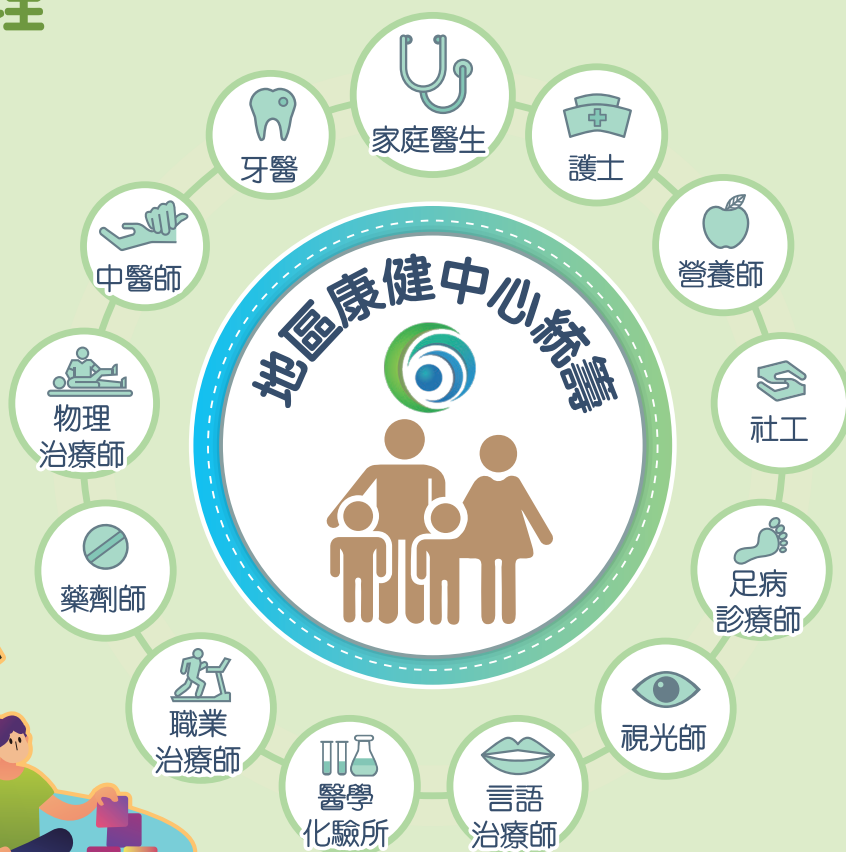 理
家庭醫生
牙醫
護士
中醫師
營養師
地區康健中心統籌
物理
治療師
社工
藥劑師
足病
診療師
職業
治療師
視光師
醫學
化驗所
言語
治療師